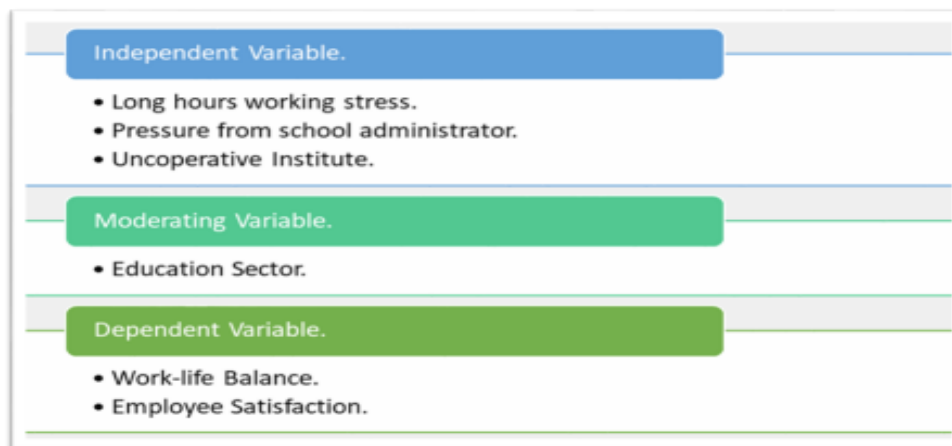 Independent Variable.
• Long hours working stress.
• Pressure from school administrator.
• Uncoperative Institute.
Moderating Variable.
• Education Sector.
Dependent Variable.
• Work-life Balance.
• Employee Satisfaction.